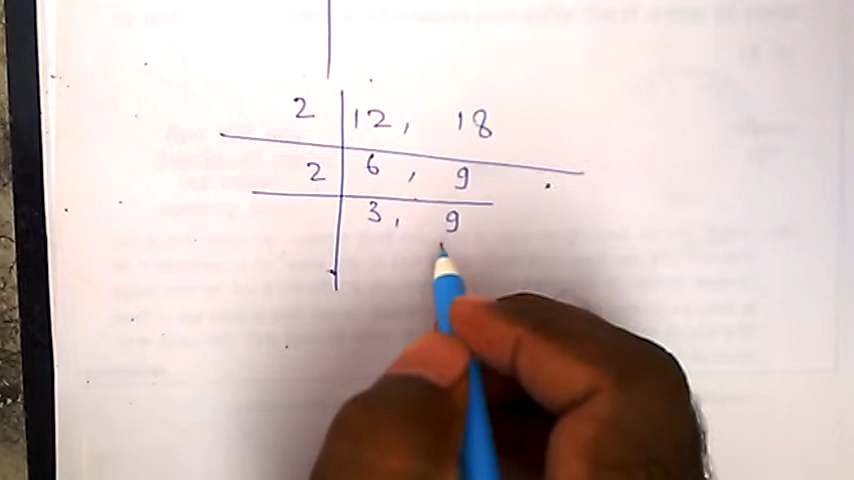 2 | 12, 18
2 | 6, 9
3, 9